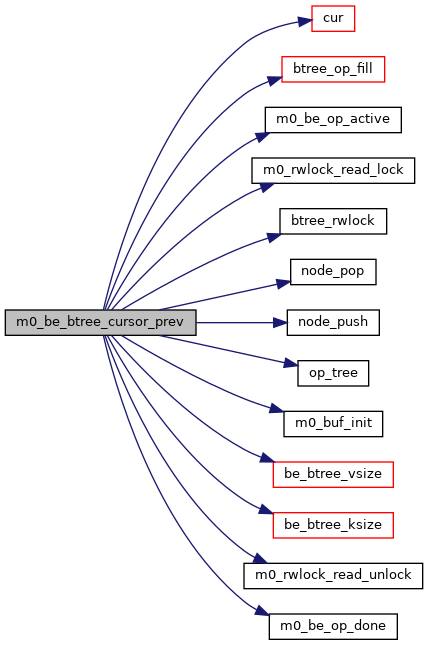 cur
btree_op_fill
m0_be_op_active
m0_rwlock_read_lock
btree_rwlock
node_pop
m0_be_btree_cursor_prev
node_push
op_tree
m0_buf_init
be_btree_vsize
be_btree_ksize
m0_rwlock_read_unlock
m0_be_op_done